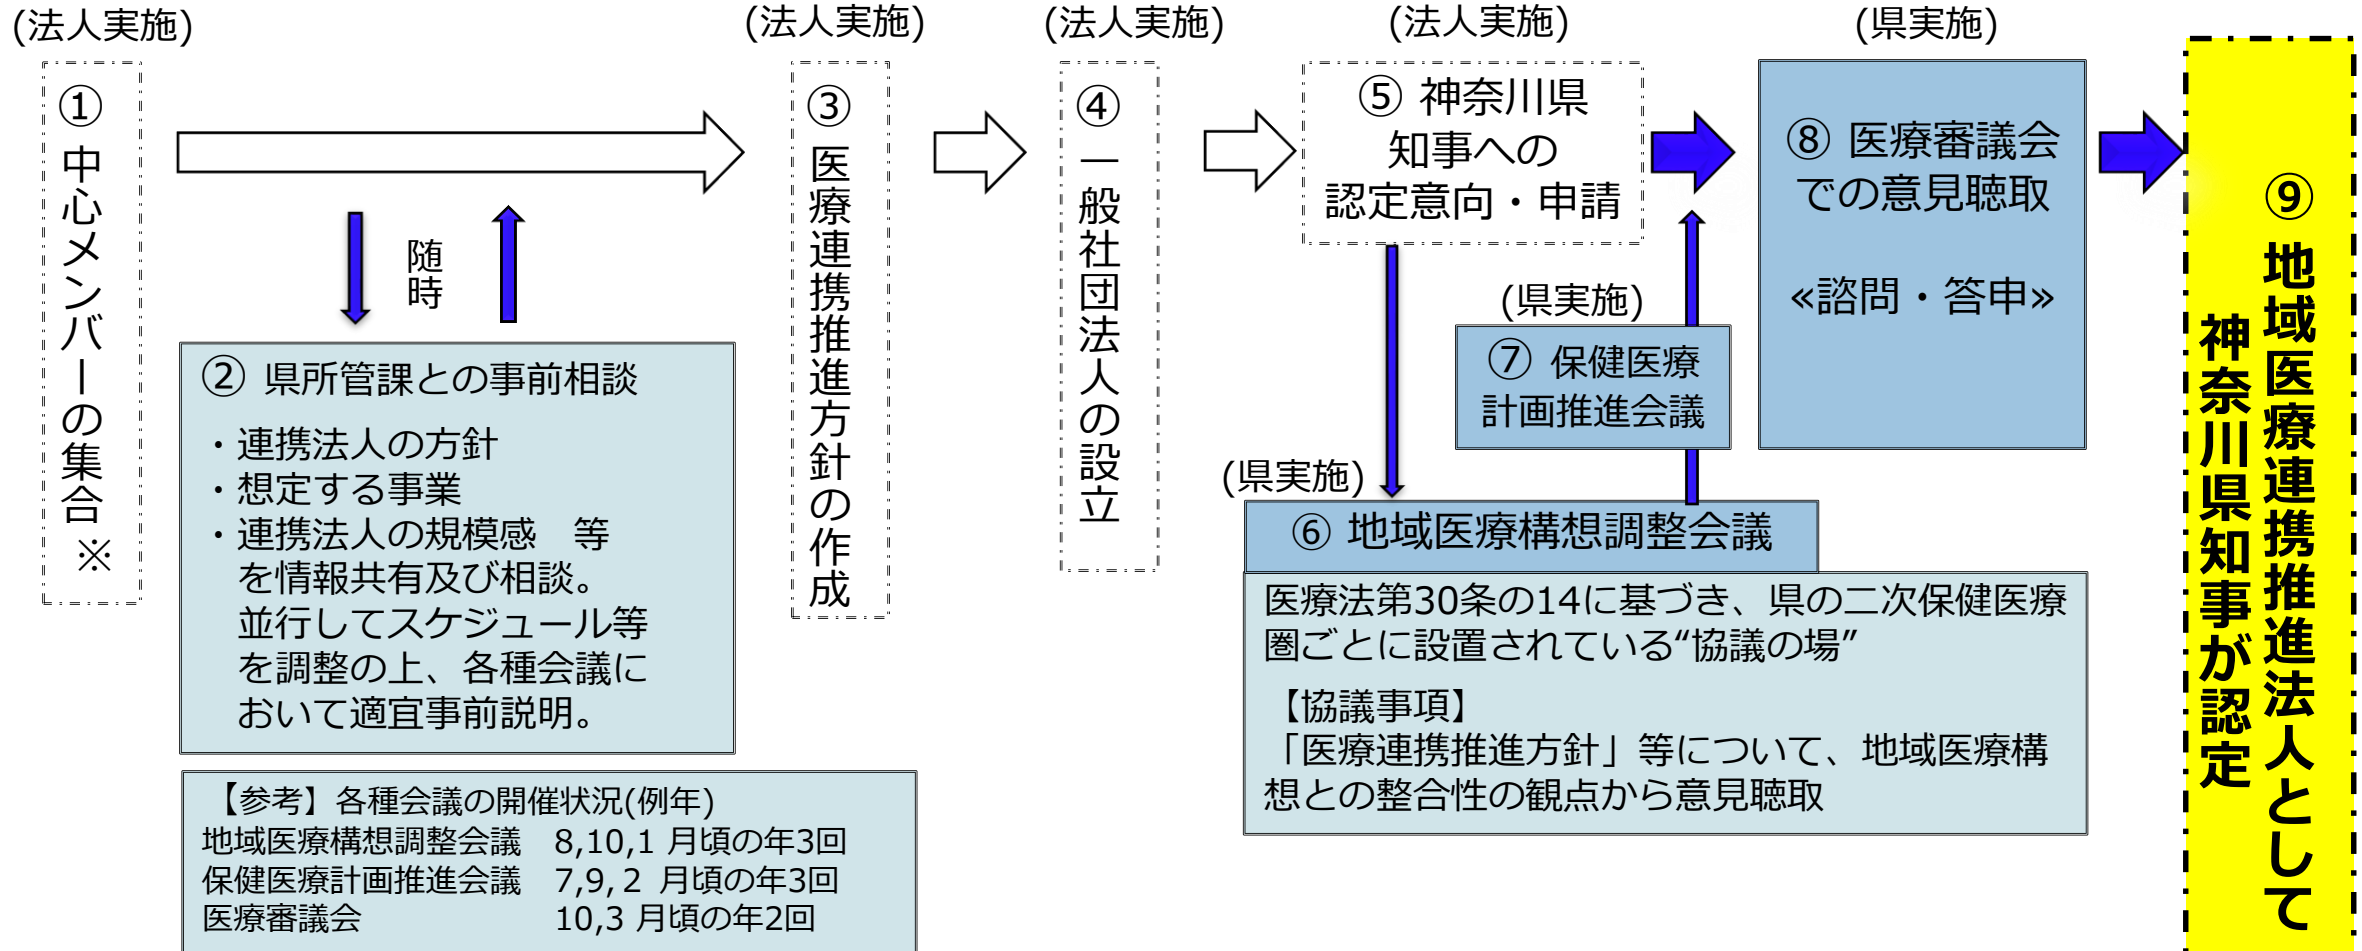 (法人実施)
① 中心メンバーの集合 ※
随時
② 県所管課との事前相談
・連携法人の方針
・想定する事業
・連携法人の規模感　等
を情報共有及び相談。
並行してスケジュール等
を調整の上、各種会議に
おいて適宜事前説明。
【参考】各種会議の開催状況(例年)
地域医療構想調整会議　8,10,1 月頃の年3回
保健医療計画推進会議　7,9,２ 月頃の年3回
医療審議会　10,3 月頃の年2回
(法人実施)
③ 医療連携推進方針の作成
(法人実施)
④ 一般社団法人の設立
(法人実施)
⑤ 神奈川県
知事への
認定意向・申請
(県実施)
⑥ 地域医療構想調整会議
医療法第30条の14に基づき、県の二次保健医療
圏ごとに設置されている“協議の場”
【協議事項】
「医療連携推進方針」等について、地域医療構
想との整合性の観点から意見聴取
(県実施)
⑦ 保健医療
計画推進会議
(県実施)
⑧ 医療審議会
での意見聴取
«諮問・答申»
⑨ 地域医療連携推進法人として
神奈川県知事が認定